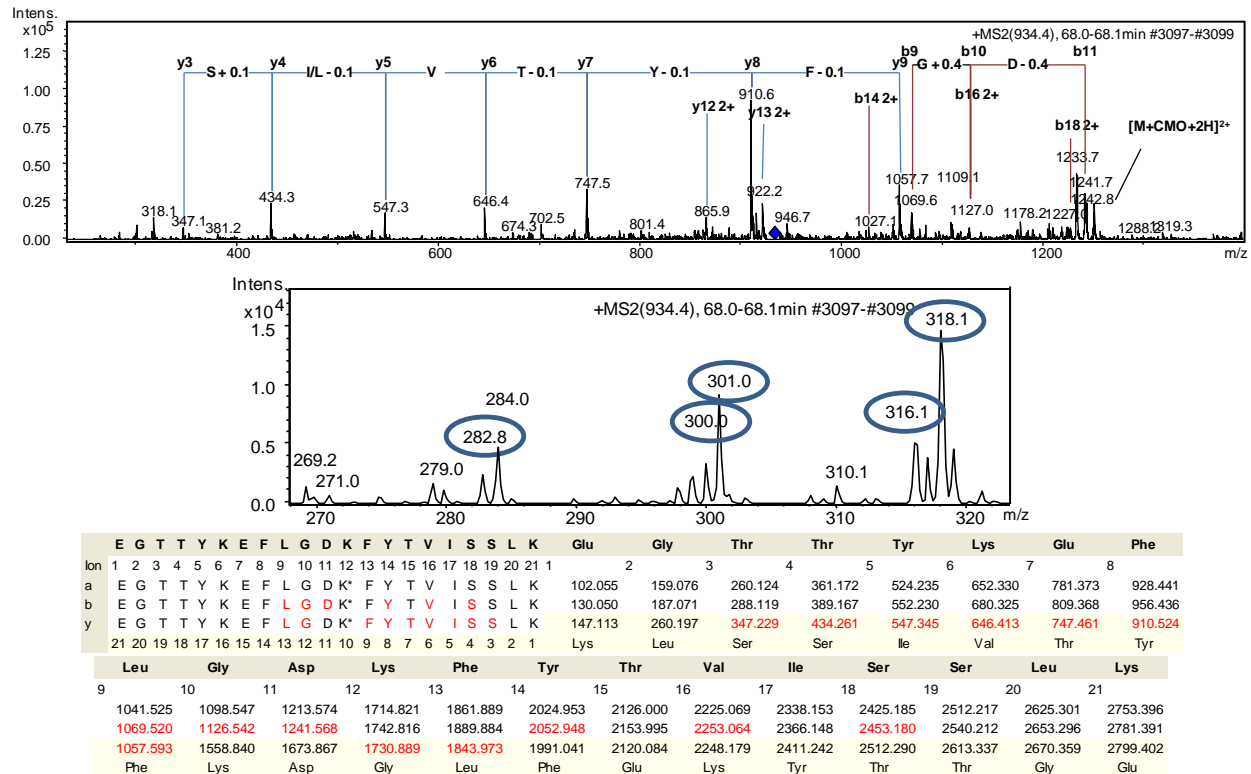 Intens.
x10⁵
+MS2(934.4), 68.0-68.1min #3097-#3099
1.25
1.00
0.75
0.50
0.25
0.00
y3 S + 0.1 y4 I/L - 0.1 y5 V y6 T - 0.1 y7 Y - 0.1 y8 F - 0.1 y9 b9 G + 0.4 b10 D - 0.4 b11
y12 2+ y13 2+ b14 2+ b16 2+ b18 2+ [M+CMO+2H]²⁺
318.1 347.1 381.2 434.3 547.3 646.4 674.3 702.5 747.5 801.4 865.9 910.6 922.2 946.7 1027.1 1057.7 1069.6 1109.1 1127.0 1178.2 1227.0 1233.7 1241.7 1242.8 1288.2 1319.3
400 600 800 1000 1200 m/z
Intens.
x10⁴
+MS2(934.4), 68.0-68.1min #3097-#3099
1.5
1.0
0.5
0.0
269.2 271.0 279.0 282.8 284.0 300.0 301.0 310.1 316.1 318.1
270 280 290 300 310 320 m/z
E G T T Y K E F L G D K F Y T V I S S L K Glu Gly Thr Thr Tyr Lys Glu Phe
Ion 1 2 3 4 5 6 7 8 9 10 11 12 13 14 15 16 17 18 19 20 21 1 2 3 4 5 6 7 8
a E G T T Y K E F L G D K* F Y T V I S S L K 102.055 159.076 260.124 361.172 524.235 652.330 781.373 928.441
b E G T T Y K E F L G D K* F Y T V I S S L K 130.050 187.071 288.119 389.167 552.230 680.325 809.368 956.436
y E G T T Y K E F L G D K* F Y T V I S S L K 147.113 260.197 347.229 434.261 547.345 646.413 747.461 910.524
21 20 19 18 17 16 15 14 13 12 11 10 9 8 7 6 5 4 3 2 1 Lys Leu Ser Ser Ile Val Thr Tyr
Leu Gly Asp Lys Phe Tyr Thr Val Ile Ser Ser Leu Lys
9 10 11 12 13 14 15 16 17 18 19 20 21
1041.525 1098.547 1213.574 1714.821 1861.889 2024.953 2126.000 2225.069 2338.153 2425.185 2512.217 2625.301 2753.396
1069.520 1126.542 1241.568 1742.816 1889.884 2052.948 2153.995 2253.064 2366.148 2453.180 2540.212 2653.296 2781.391
1057.593 1558.840 1673.867 1730.889 1843.973 1991.041 2120.084 2248.179 2411.242 2512.290 2613.337 2670.359 2799.402
Phe Lys Asp Gly Leu Phe Glu Lys Tyr Thr Thr Gly Glu